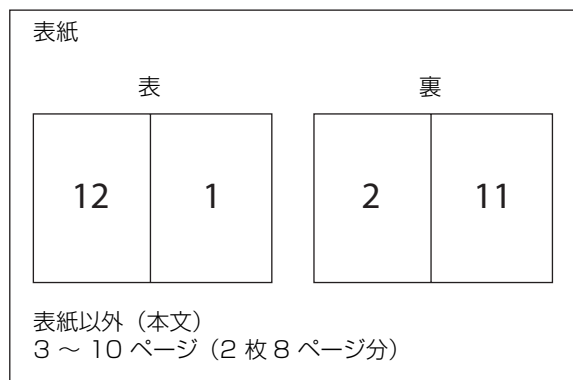 表紙
表 裏
12 1 2 11
表紙以外（本文）
3 ～ 10 ページ（2 枚 8 ページ分）